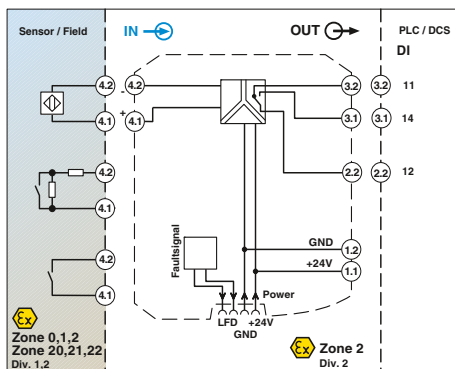 Sensor / Field
IN
OUT
PLC / DCS
DI
4.2
4.2
-
3.2
3.2
11
4.1
+
4.1
3.1
3.1
14
4.2
2.2
2.2
12
4.1
Faultsignal
GND
1.2
4.2
+24V
1.1
4.1
Power
LFD
+24V
GND
Ex
Zone 0,1,2
Zone 20,21,22
Div. 1,2
Ex
Zone 2
Div. 2